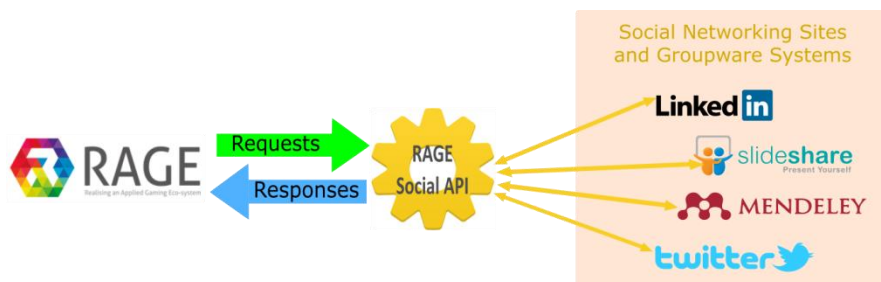 Social Networking Sites
and Groupware Systems
Linked in
slideshare
Present Yourself
Requests
RAGE
Realising an Applied Gaming Eco-system
Responses
RAGE
Social API
MENDELEY
twitter